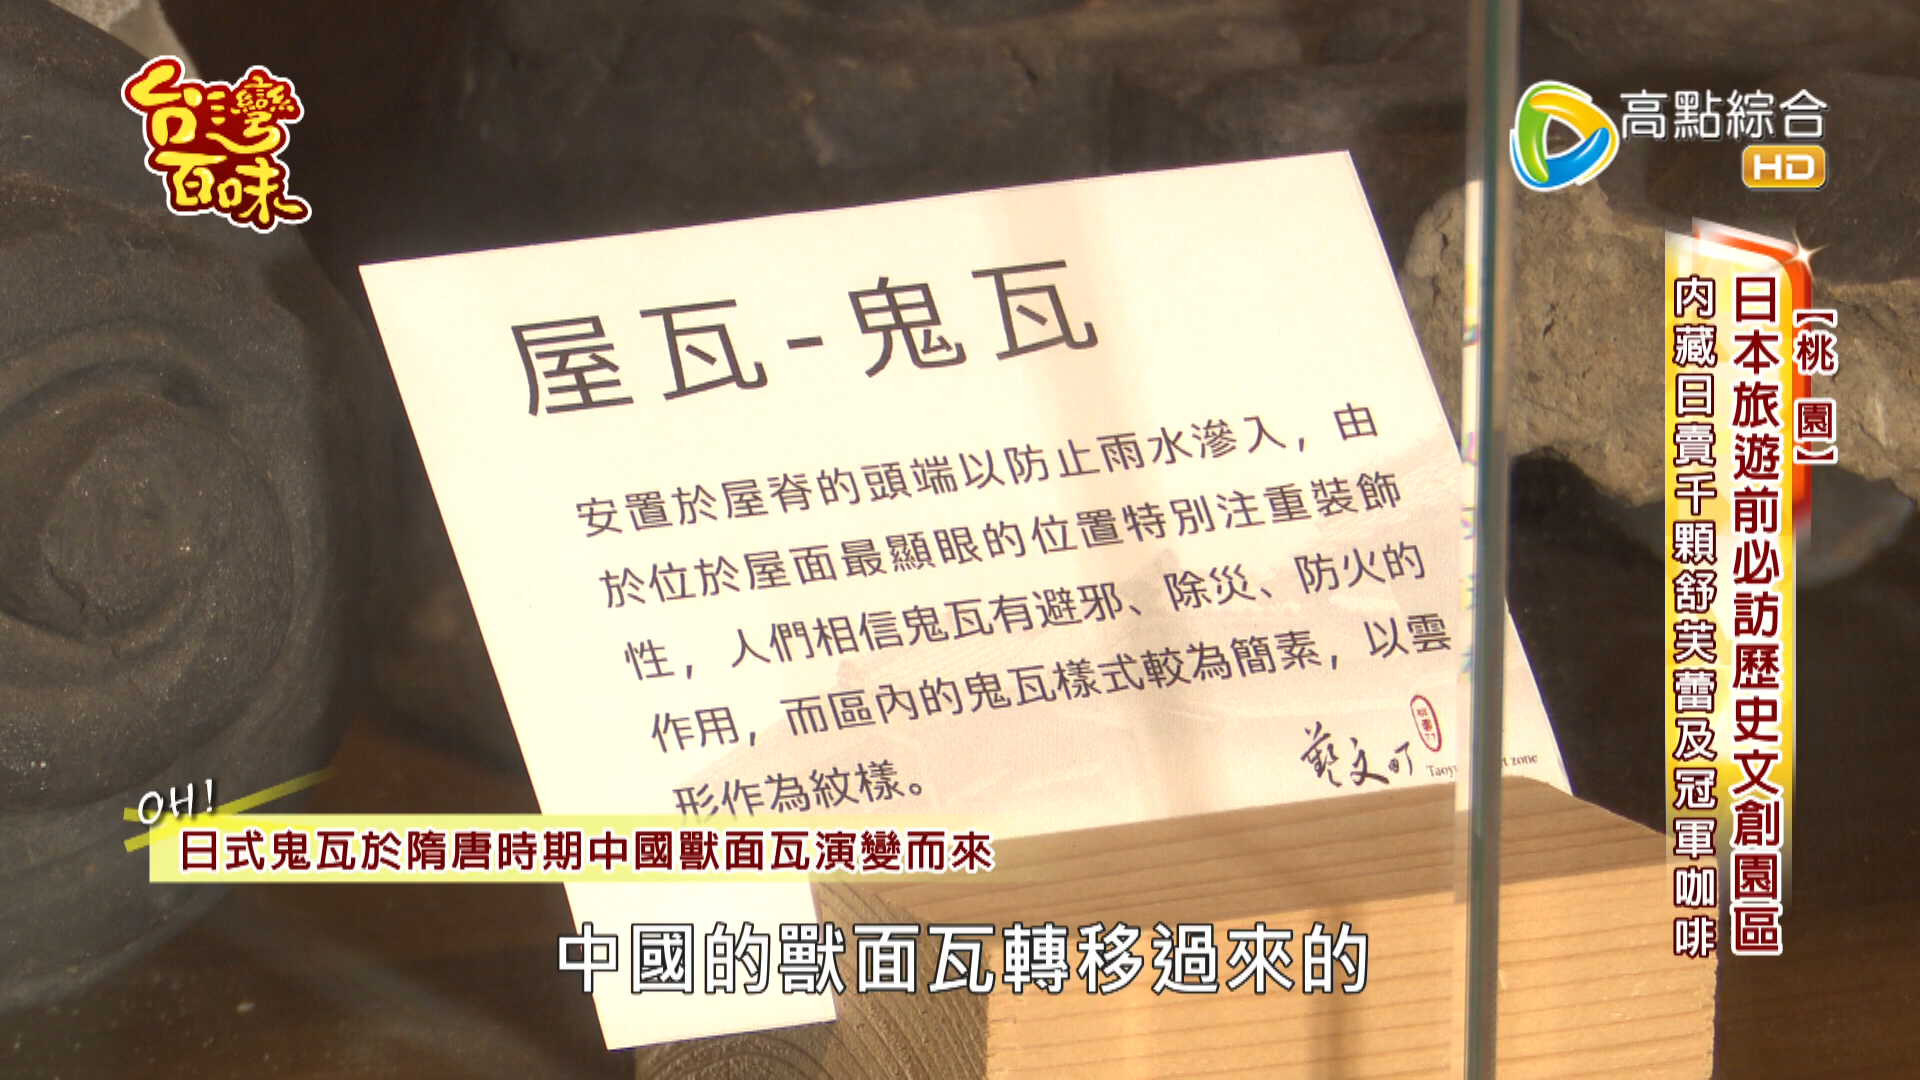 台灣
百味
高點綜合
HD
【桃園】
日本旅遊前必訪歷史文創園區
內藏日賣千顆舒芙蕾及冠軍咖啡
屋瓦-鬼瓦
安置於屋脊的頭端以防止雨水滲入，由
於位於屋面最顯眼的位置特別注重裝飾
性，人們相信鬼瓦有避邪、除災、防火的
作用，而區內的鬼瓦樣式較為簡素，以雲
形作為紋樣。
藝文町
zone
OH!
日式鬼瓦於隋唐時期中國獸面瓦演變而來
中國的獸面瓦轉移過來的